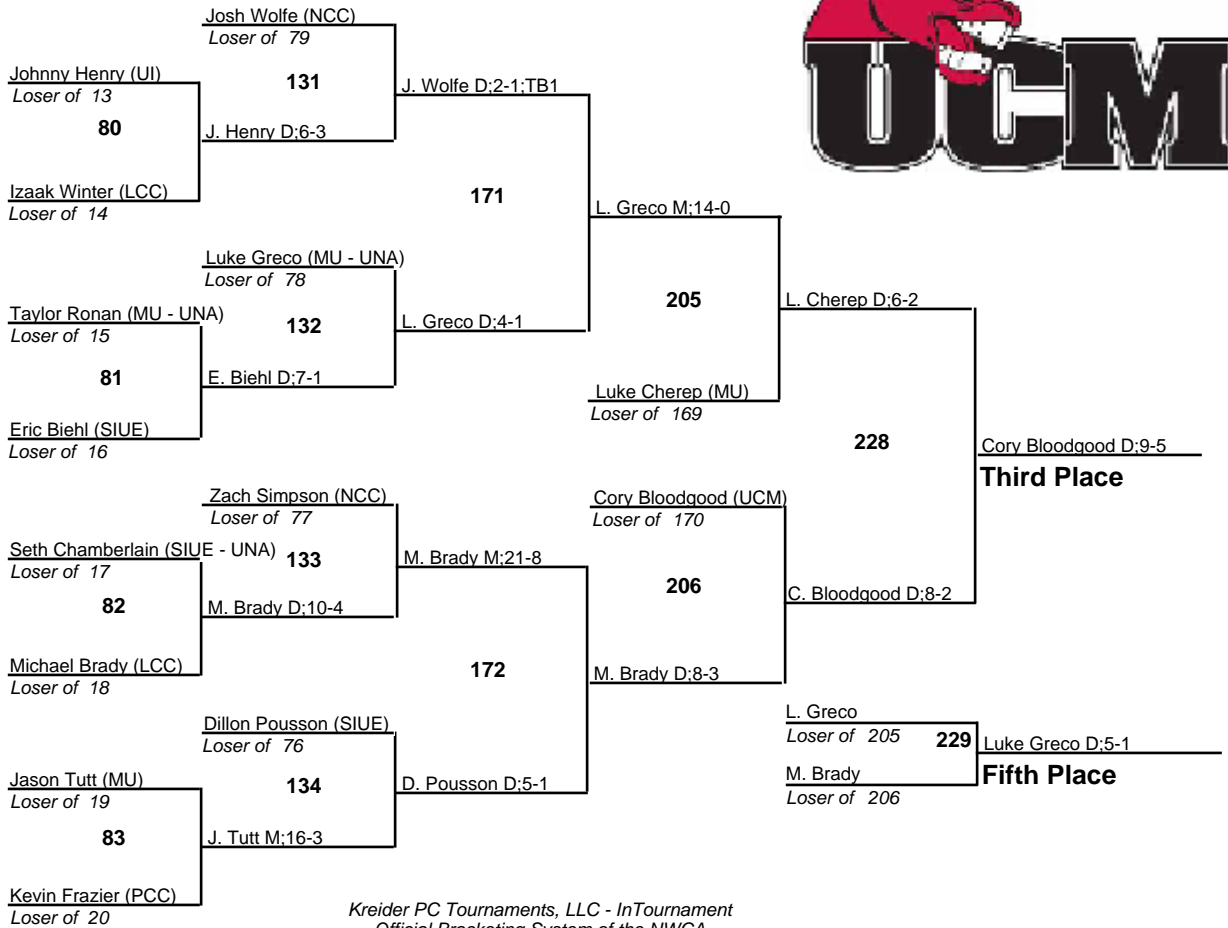 Josh Wolfe (NCC)
Loser of 79
UCM
Johnny Henry (UI)
Loser of 13
131
J. Wolfe D;2-1;TB1
80
J. Henry D;6-3
Izaak Winter (LCC)
Loser of 14
171
L. Greco M;14-0
Luke Greco (MU - UNA)
Loser of 78
Taylor Ronan (MU - UNA)
Loser of 15
132
L. Greco D;4-1
205
L. Cherep D;6-2
81
E. Biehl D;7-1
Luke Cherep (MU)
Loser of 169
Eric Biehl (SIUE)
Loser of 16
228
Cory Bloodgood D;9-5
Third Place
Zach Simpson (NCC)
Loser of 77
Cory Bloodgood (UCM)
Loser of 170
Seth Chamberlain (SIUE - UNA)
Loser of 17
133
M. Brady M;21-8
206
C. Bloodgood D;8-2
82
M. Brady D;10-4
Michael Brady (LCC)
Loser of 18
172
M. Brady D;8-3
Dillon Pousson (SIUE)
Loser of 76
L. Greco
Loser of 205
229
Luke Greco D;5-1
Fifth Place
M. Brady
Loser of 206
Jason Tutt (MU)
Loser of 19
134
D. Pousson D;5-1
83
J. Tutt M;16-3
Kevin Frazier (PCC)
Loser of 20
Kreider PC Tournaments, LLC - InTournament
Official Bracketing System of the NWCA